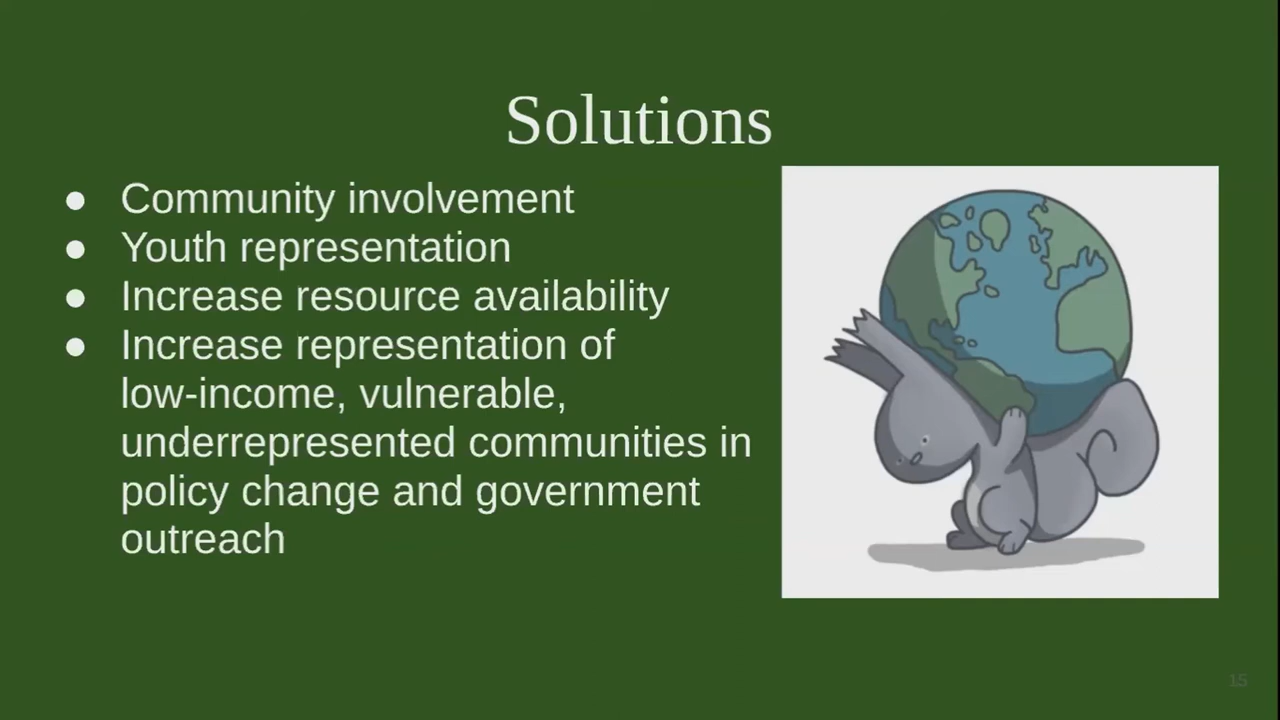 Solutions
● Community involvement
● Youth representation
● Increase resource availability
● Increase representation of
low-income, vulnerable,
underrepresented communities in
policy change and government
outreach
15